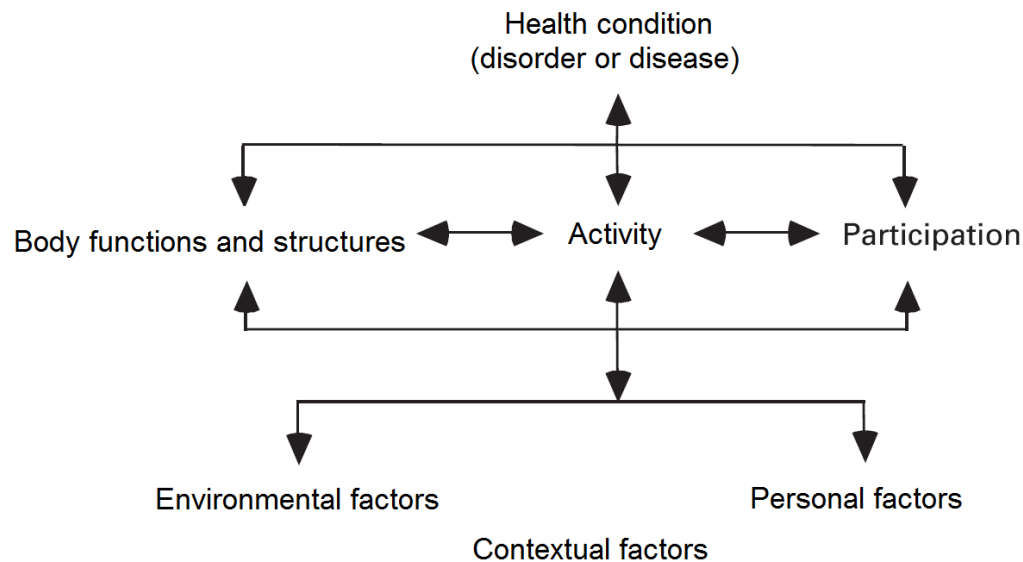 Health condition
(disorder or disease)
Body functions and structures
Activity
Participation
Environmental factors
Personal factors
Contextual factors